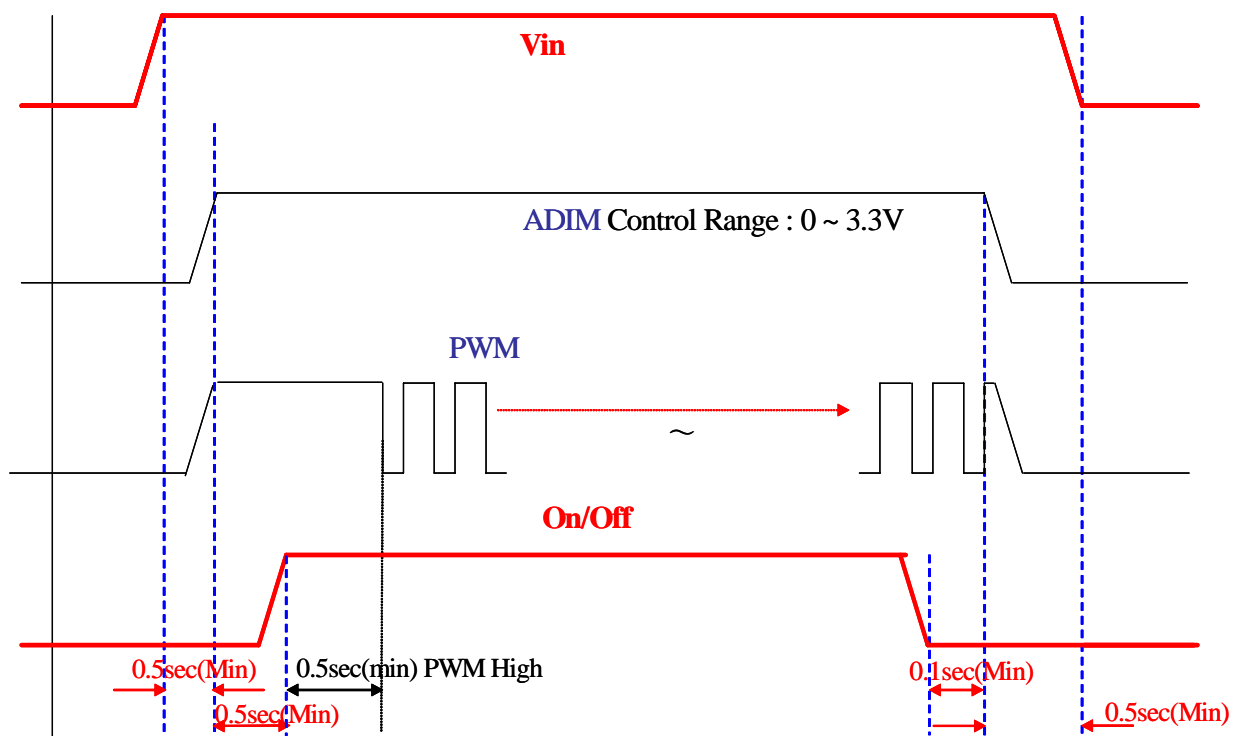 Vin
ADIM Control Range : 0 ~ 3.3V
PWM
~
On/Off
0.5sec(Min)
0.5sec(min) PWM High
0.1sec(Min)
0.5sec(Min)
0.5sec(Min)